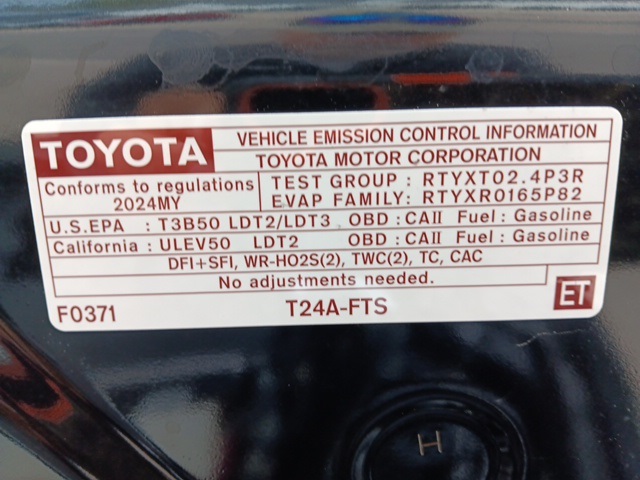 TOYOTA
VEHICLE EMISSION CONTROL INFORMATION
TOYOTA MOTOR CORPORATION
Conforms to regulations
2024MY
TEST GROUP : RTYXT02.4P3R
EVAP FAMILY: RTYXR0165P82
U.S.EPA : T3B50 LDT2/LDT3 OBD : CAII Fuel : Gasoline
California : ULEV50 LDT2 OBD : CAII Fuel : Gasoline
DFI+SFI, WR-HO2S(2), TWC(2), TC, CAC
No adjustments needed.
F0371
T24A-FTS
ET
H